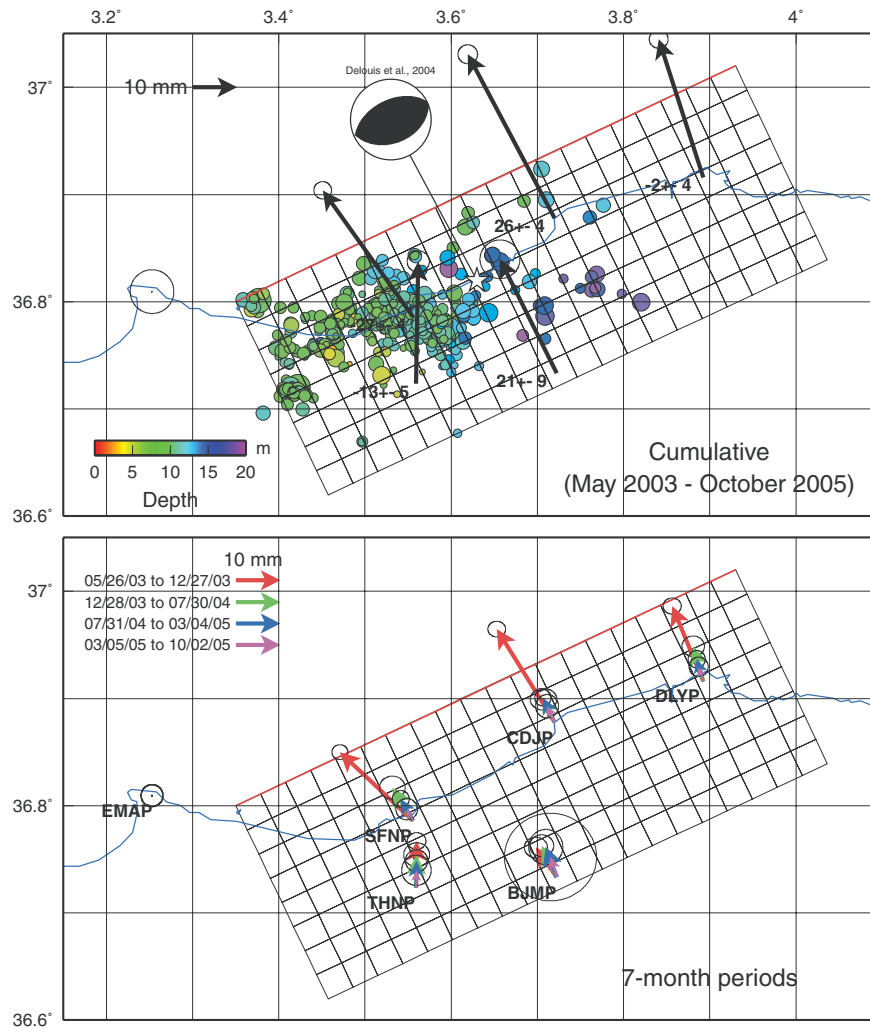 3.2˚ 3.4˚ 3.6˚ 3.8˚ 4˚
37˚
36.8˚
36.6˚
10 mm
Delouis et al., 2004
-2+- 4
26+- 4
21+- 9
-13+- 5
m
0 5 10 15 20
Depth
Cumulative
(May 2003 - October 2005)
37˚
36.8˚
36.6˚
10 mm
05/26/03 to 12/27/03
12/28/03 to 07/30/04
07/31/04 to 03/04/05
03/05/05 to 10/02/05
DLYP
CDJP
EMAP
SFNP
THNP
BJMP
7-month periods